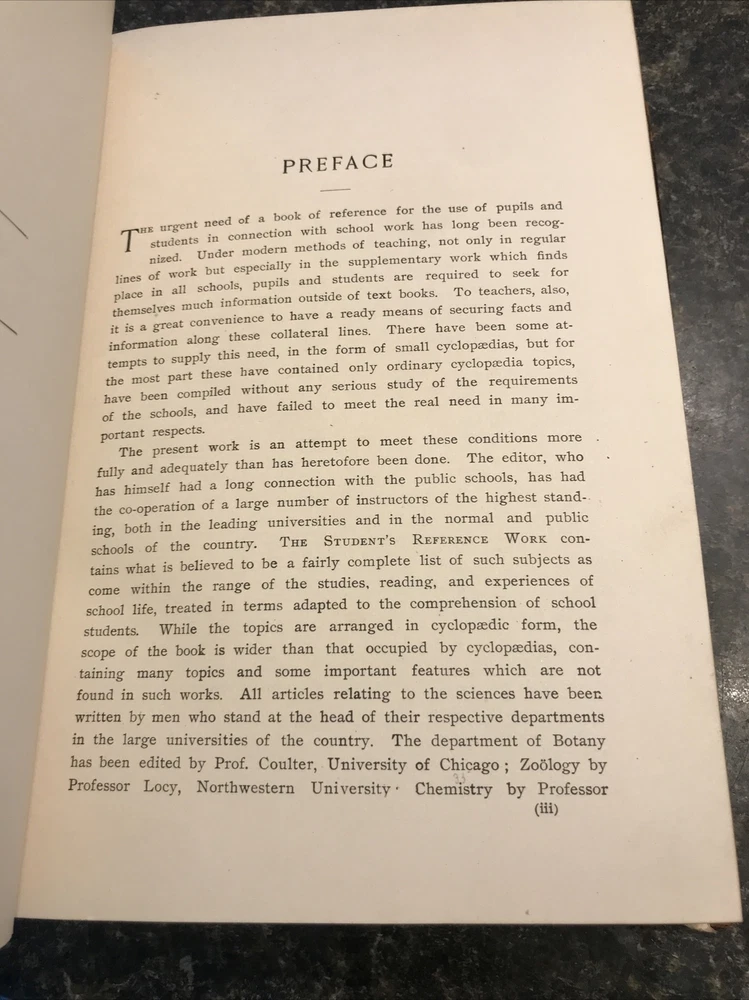 PREFACE
THE urgent need of a book of reference for the use of pupils and
students in connection with school work has long been recog-
nized. Under modern methods of teaching, not only in regular
lines of work but especially in the supplementary work which finds
place in all schools, pupils and students are required to seek for
themselves much information outside of text books. To teachers, also,
it is a great convenience to have a ready means of securing facts and
information along these collateral lines. There have been some at-
tempts to supply this need, in the form of small cyclopædias, but for
the most part these have contained only ordinary cyclopædia topics,
have been compiled without any serious study of the requirements
of the schools, and have failed to meet the real need in many im-
portant respects.
The present work is an attempt to meet these conditions more
fully and adequately than has heretofore been done. The editor, who
has himself had a long connection with the public schools, has had
the co-operation of a large number of instructors of the highest stand-
ing, both in the leading universities and in the normal and public
schools of the country. THE STUDENT'S REFERENCE WORK con-
tains what is believed to be a fairly complete list of such subjects as
come within the range of the studies, reading, and experiences of
school life, treated in terms adapted to the comprehension of school
students. While the topics are arranged in cyclopædic form, the
scope of the book is wider than that occupied by cyclopædias, con-
taining many topics and some important features which are not
found in such works. All articles relating to the sciences have been
written by men who stand at the head of their respective departments
in the large universities of the country. The department of Botany
has been edited by Prof. Coulter, University of Chicago; Zoölogy by
Professor Locy, Northwestern University· Chemistry by Professor
(iii)